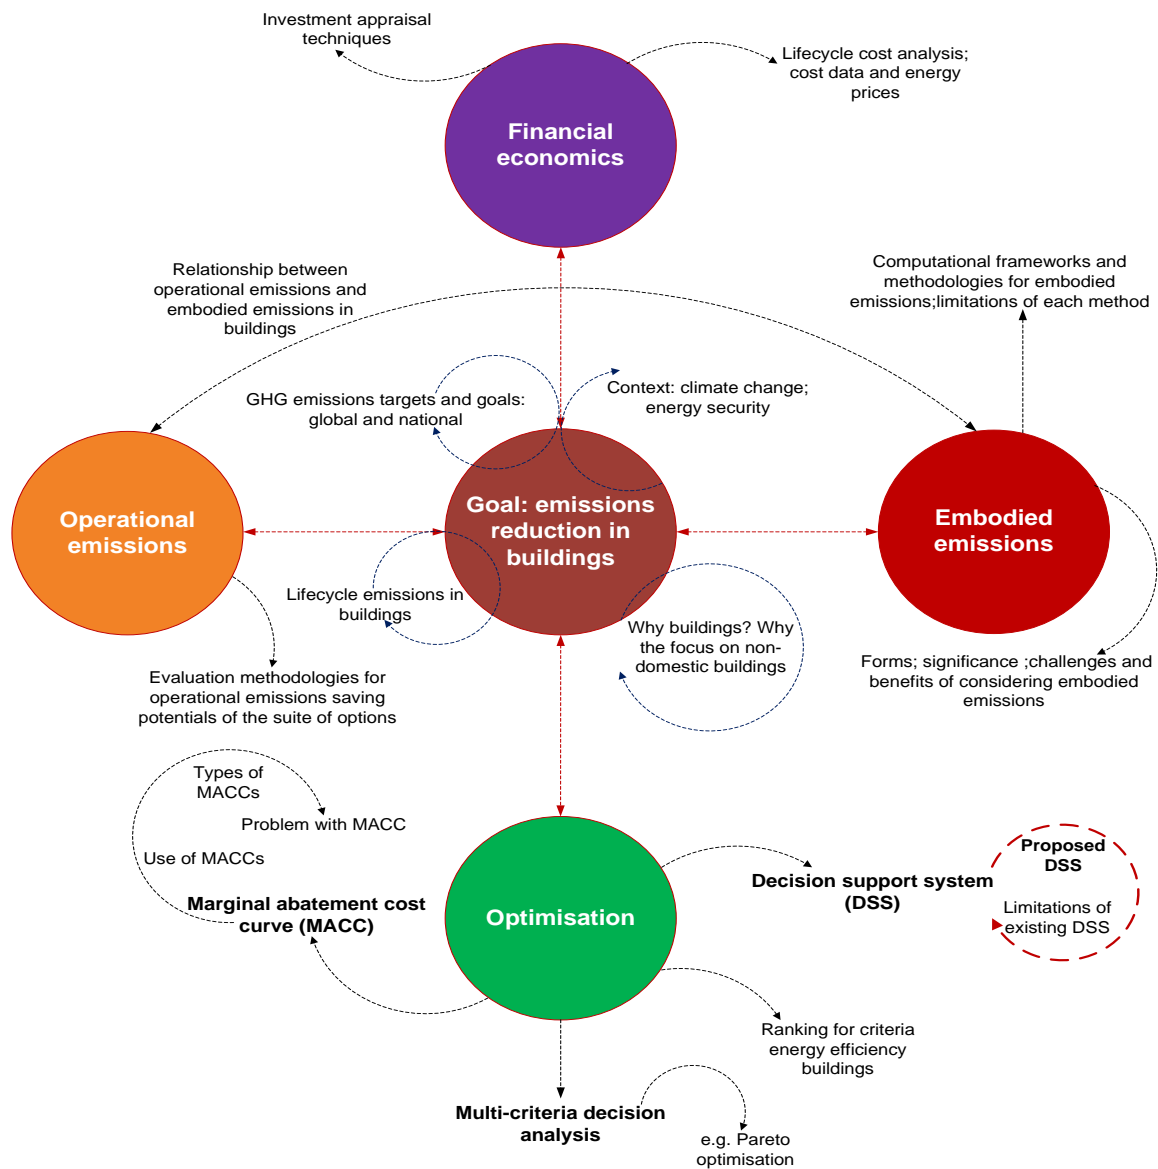 Investment appraisal
techniques
Lifecycle cost analysis;
cost data and energy
prices
Financial
economics
Relationship between
operational emissions and
embodied emissions in
buildings
Computational frameworks and
methodologies for embodied
emissions;limitations of each method
GHG emissions targets and goals:
global and national
Context: climate change;
energy security
Operational
emissions
Goal: emissions
reduction in
buildings
Embodied
emissions
Lifecycle emissions in
buildings
Why buildings? Why
the focus on non-
domestic buildings
Evaluation methodologies for
operational emissions saving
potentials of the suite of options
Forms; significance ;challenges and
benefits of considering embodied
emissions
Types of
MACCs
Problem with MACC
Use of MACCs
Marginal abatement cost
curve (MACC)
Optimisation
Decision support system
(DSS)
Proposed
DSS
Limitations of
existing DSS
Ranking for criteria
energy efficiency
buildings
Multi-criteria decision
analysis
e.g. Pareto
optimisation